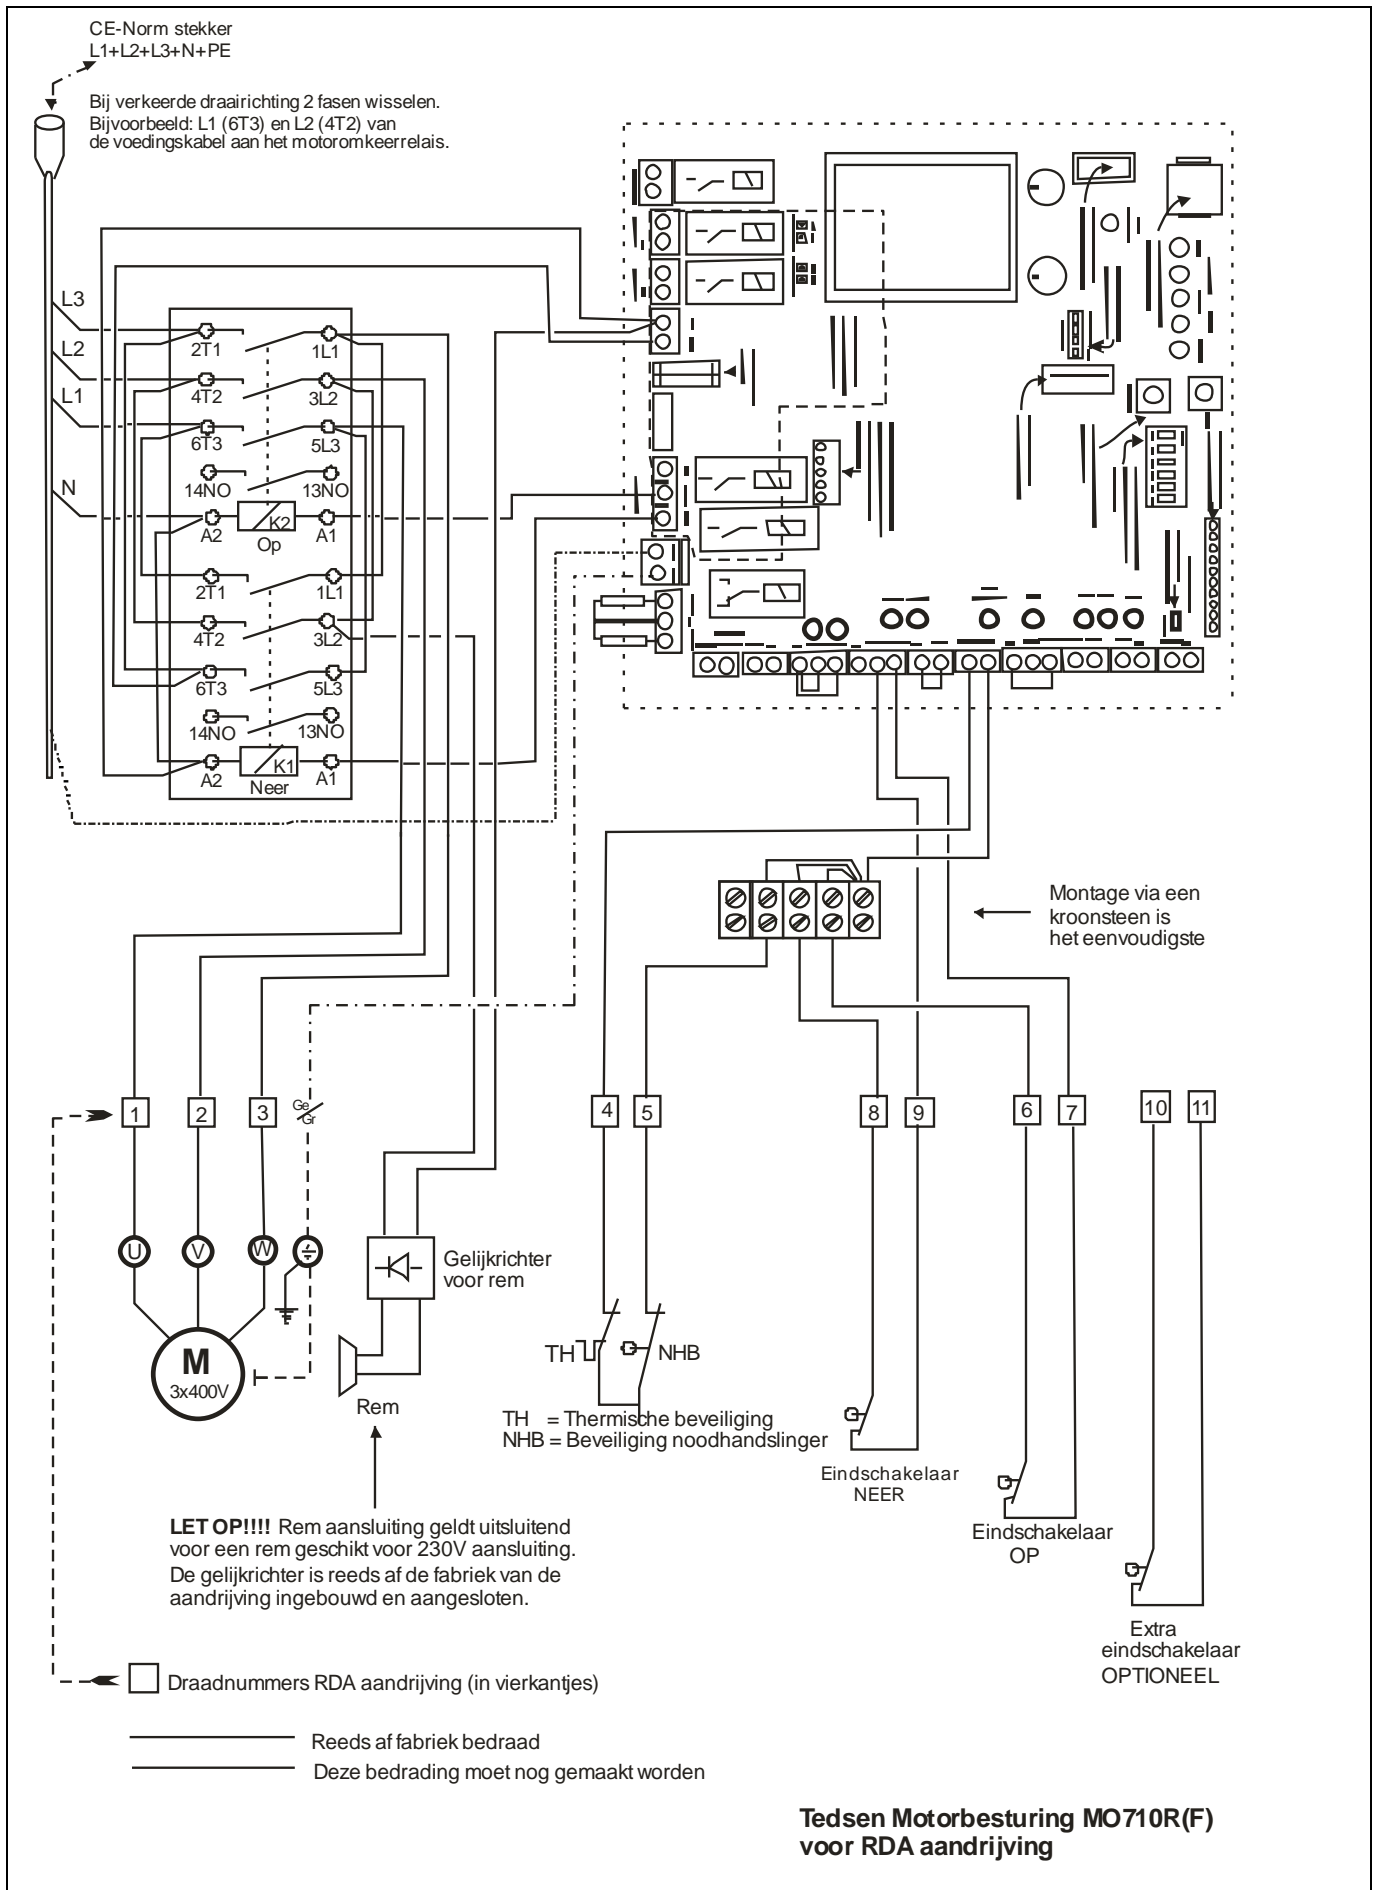 CE-Norm stekker
L1+L2+L3+N+PE
Bij verkeerde draairichting 2 fasen wisselen.
Bijvoorbeeld: L1 (6T3) en L2 (4T2) van
de voedingskabel aan het motoromkeerrelais.
L3
L2
L1
N
2T1
1L1
4T2
3L2
6T3
5L3
14NO
13NO
A2
K2
A1
Op
2T1
1L1
4T2
3L2
6T3
5L3
14NO
13NO
A2
K1
A1
Neer
Montage via een
kroonsteen is
het eenvoudigste
1
2
3
Ge
Gr
4
5
8
9
6
7
10
11
U
V
W
M
3x400V
Gelijkrichter
voor rem
Rem
TH
NHB
TH = Thermische beveiliging
NHB = Beveiliging noodhandslinger
Eindschakelaar
NEER
Eindschakelaar
OP
Extra
eindschakelaar
OPTIONEEL
LET OP!!!! Rem aansluiting geldt uitsluitend
voor een rem geschikt voor 230V aansluiting.
De gelijkrichter is reeds af de fabriek van de
aandrijving ingebouwd en aangesloten.
Draadnummers RDA aandrijving (in vierkantjes)
Reeds af fabriek bedraad
Deze bedrading moet nog gemaakt worden
Tedsen Motorbesturing MO710R(F)
voor RDA aandrijving